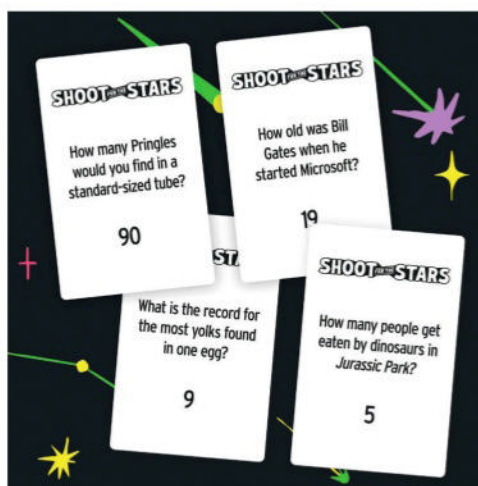 SHOOT FOR THE STARS
How many Pringles
would you find in a
standard-sized tube?
90
SHOOT FOR THE STARS
How old was Bill
Gates when he
started Microsoft?
19
STA
What is the record for
the most yolks found
in one egg?
9
SHOOT FOR THE STARS
How many people get
eaten by dinosaurs in
Jurassic Park?
5